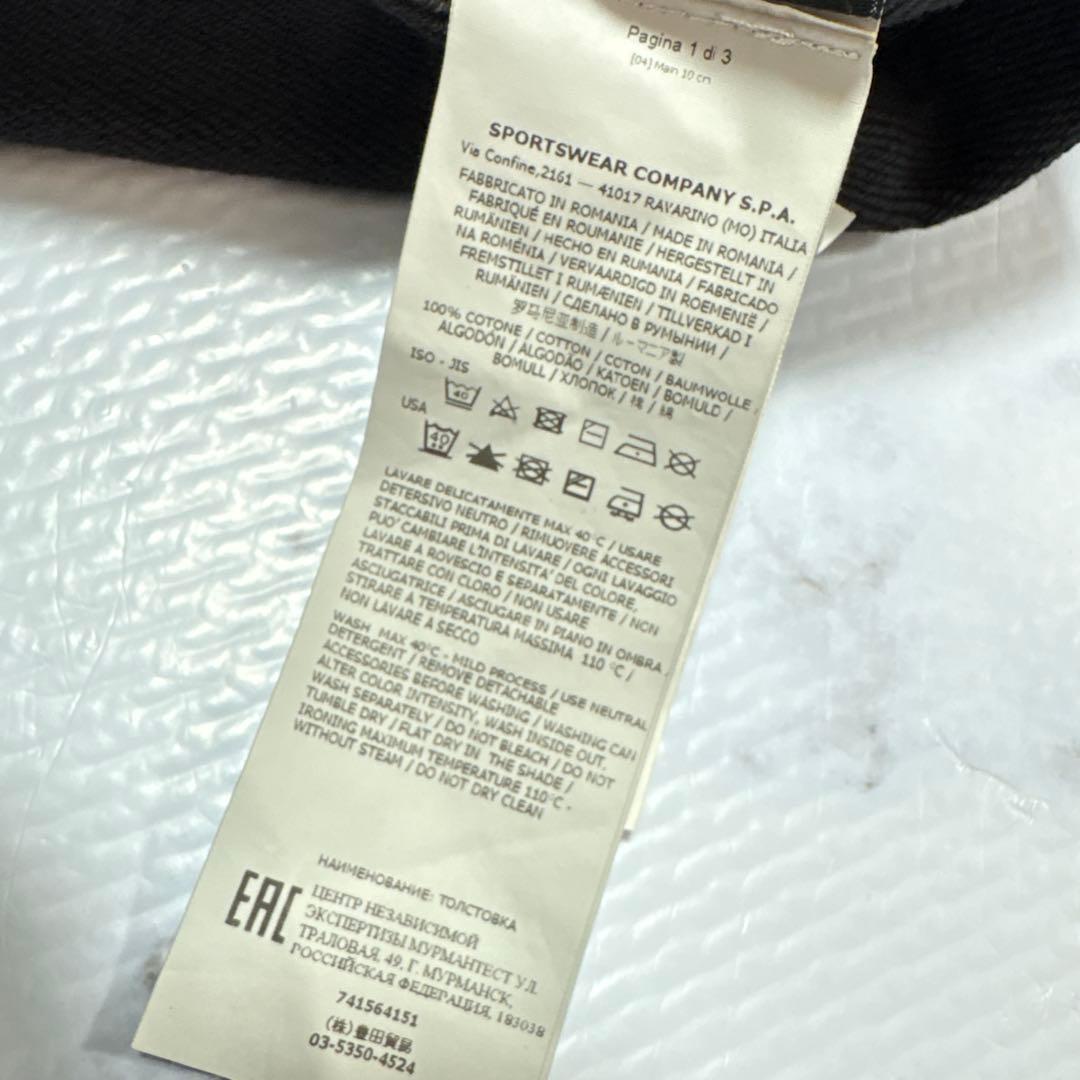 Pagina 1 di 3
[04] Main 10 cm
SPORTSWEAR COMPANY S.P.A.
Via Confine,2161 — 41017 RAVARINO (MO) ITALIA
FABBRICATO IN ROMANIA / MADE IN ROMANIA /
FABRIQUÉ EN ROUMANIE / HERGESTELLT IN
RUMÄNIEN / HECHO EN RUMANIA / FABRICADO
NA ROMÉNIA / VERVAARDIGD IN ROEMENIË /
FREMSTILLET I RUMÆNIEN / TILLVERKAD I
RUMÄNIEN / СДЕЛАНО В РУМЫНИИ /
罗马尼亚制造 / ルーマニア製
100% COTONE / COTTON / COTON / BAUMWOLLE /
ALGODÓN / ALGODÃO / KATOEN / BOMULD /
BOMULL / ХЛОПОК / 棉 / 綿
ISO - JIS
40
USA
40
LAVARE DELICATAMENTE MAX 40°C / USARE
DETERSIVO NEUTRO / RIMUOVERE ACCESSORI
STACCABILI PRIMA DI LAVARE / OGNI LAVAGGIO
PUO' CAMBIARE L'INTENSITA' DEL COLORE.
LAVARE A ROVESCIO E SEPARATAMENTE / NON
TRATTARE CON CLORO / NON USARE
ASCIUGATRICE / ASCIUGARE IN PIANO IN OMBRA /
STIRARE A TEMPERATURA MASSIMA 110 °C /
NON LAVARE A SECCO
WASH MAX 40°C - MILD PROCESS / USE NEUTRAL
DETERGENT / REMOVE DETACHABLE
ACCESSORIES BEFORE WASHING / WASHING CAN
ALTER COLOR INTENSITY. WASH INSIDE OUT.
WASH SEPARATELY / DO NOT BLEACH / DO NOT
TUMBLE DRY / FLAT DRY IN THE SHADE /
IRONING MAXIMUM TEMPERATURE 110°C -
WITHOUT STEAM / DO NOT DRY CLEAN
НАИМЕНОВАНИЕ: ТОЛСТОВКА
EAC
ЦЕНТР НЕЗАВИСИМОЙ
ЭКСПЕРТИЗЫ МУРМАНТЕСТ УЛ.
ТРАЛОВАЯ, 49, Г. МУРМАНСК,
РОССИЙСКАЯ ФЕДЕРАЦИЯ, 183038
741564151
(株)豊田貿易
03-5350-4524